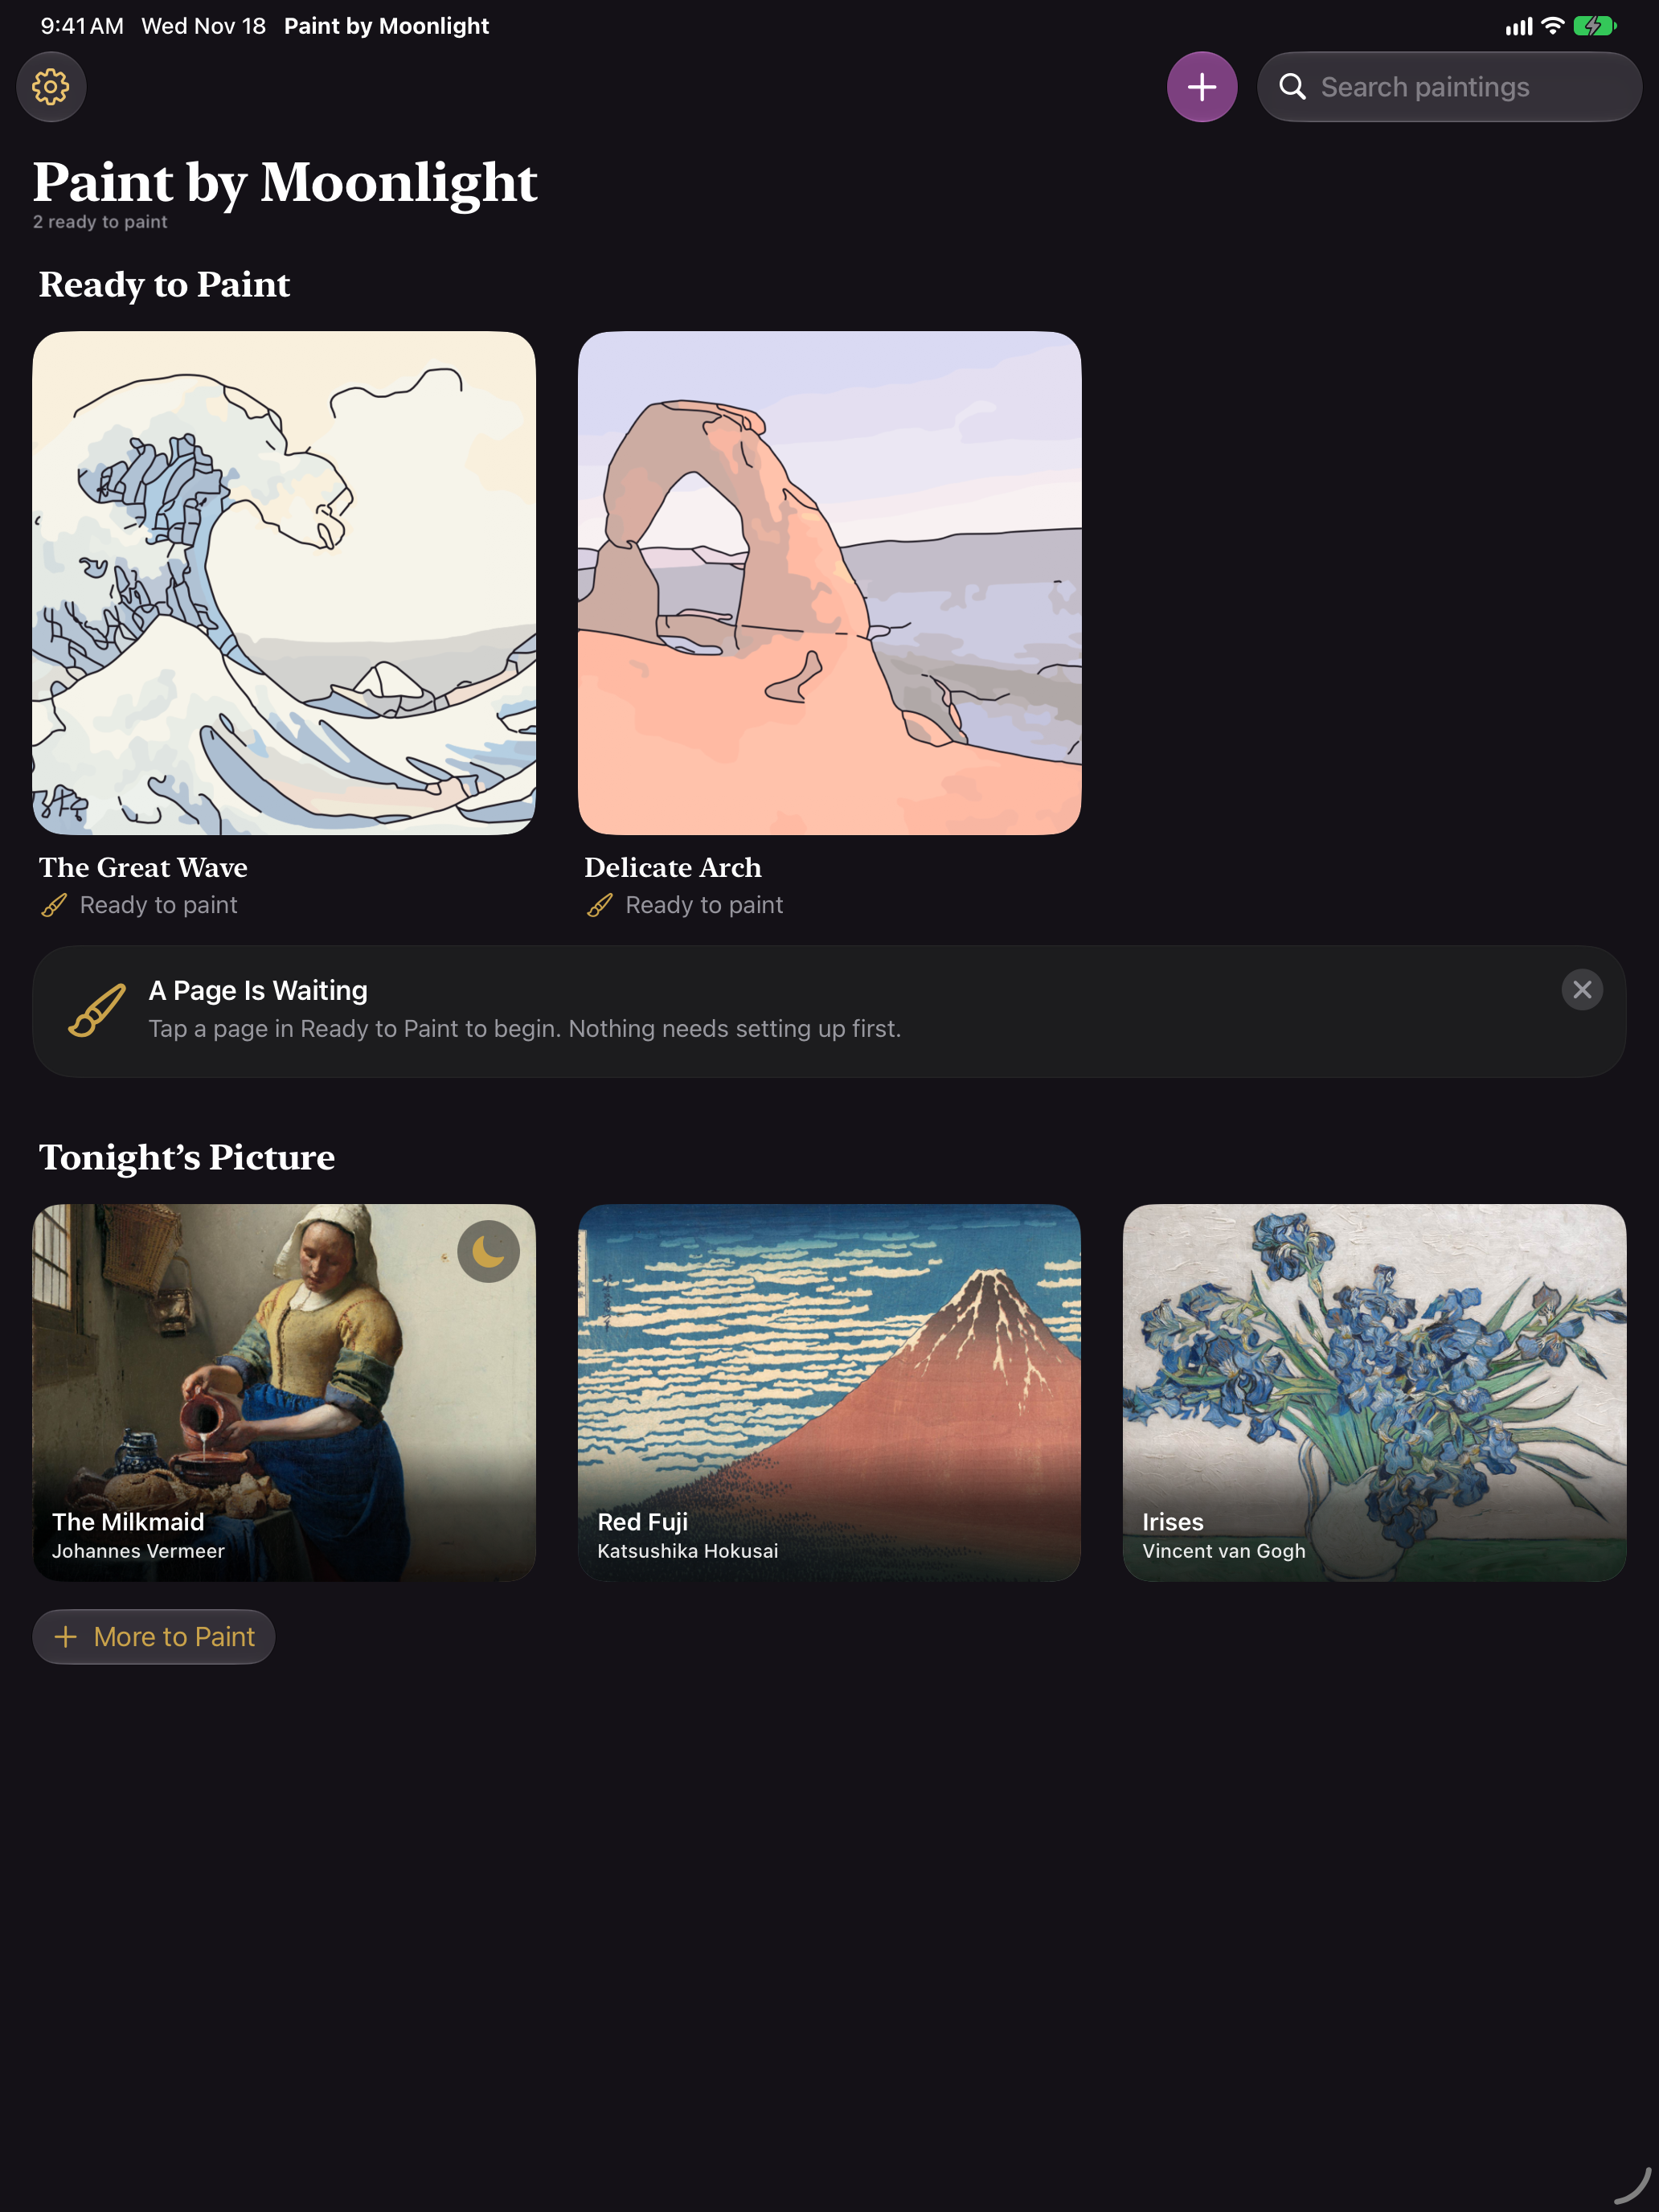 9:41 AM Wed Nov 18 Paint by Moonlight
Search paintings
Paint by Moonlight
2 ready to paint
Ready to Paint
The Great Wave
Ready to paint
Delicate Arch
Ready to paint
A Page Is Waiting
Tap a page in Ready to Paint to begin. Nothing needs setting up first.
Tonight’s Picture
The Milkmaid
Johannes Vermeer
Red Fuji
Katsushika Hokusai
Irises
Vincent van Gogh
More to Paint